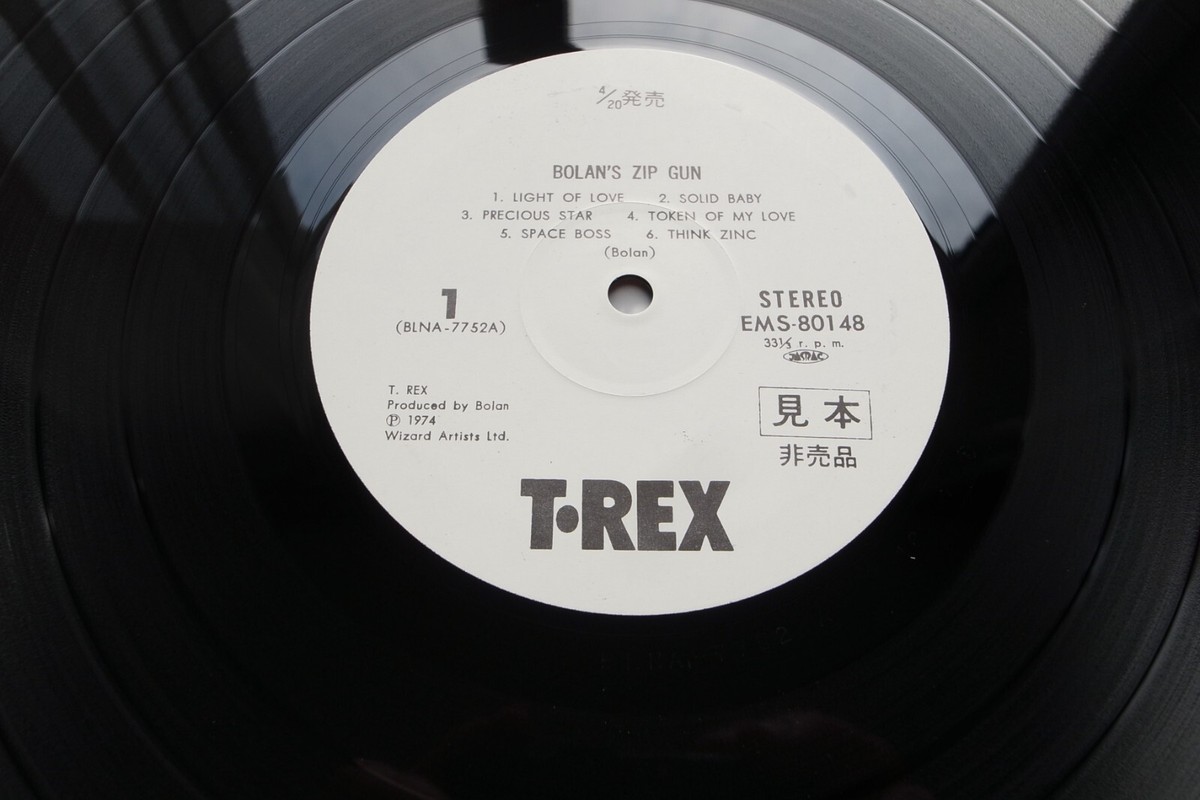 4/20発売
BOLAN'S ZIP GUN
1. LIGHT OF LOVE 2. SOLID BABY
3. PRECIOUS STAR 4. TOKEN OF MY LOVE
5. SPACE BOSS 6. THINK ZINC
(Bolan)
1
(BLNA-7752A)
STEREO
EMS-80148
33⅓ r. p. m.
JASRAC
T. REX
Produced by Bolan
Ⓟ 1974
Wizard Artists Ltd.
見本
非売品
T•REX